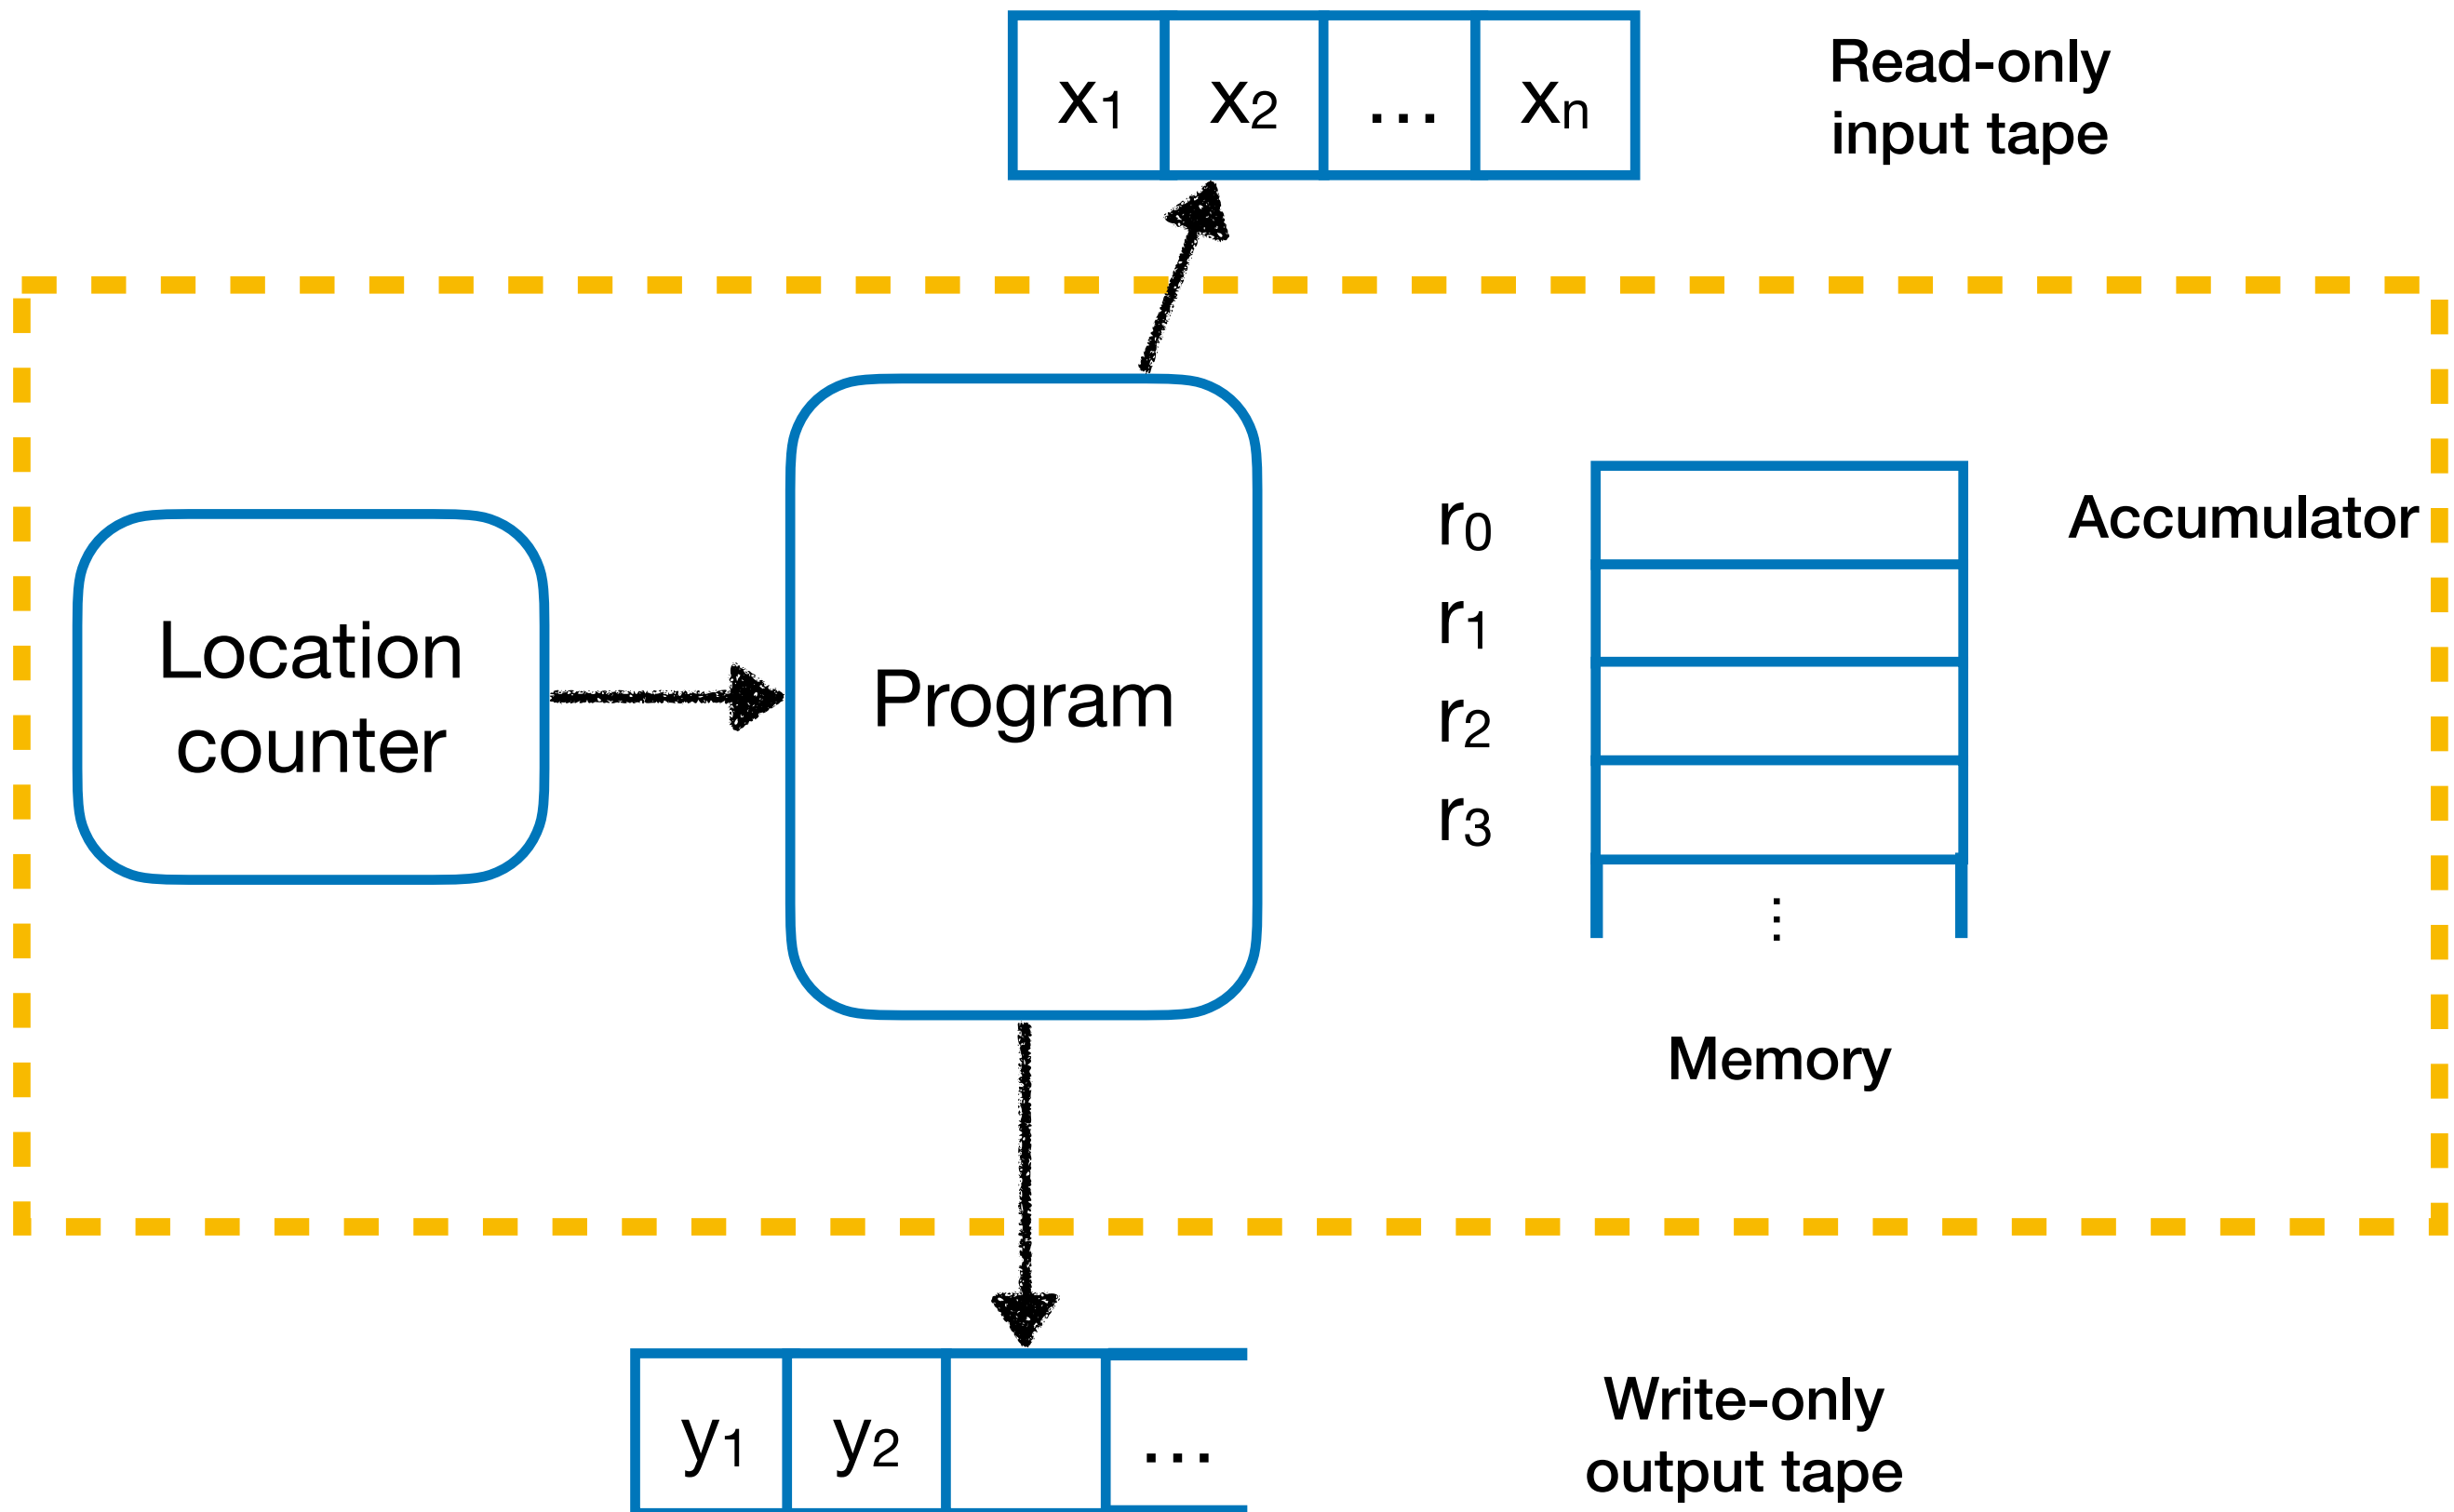 x₁ x₂ ... xₙ
Read-only
input tape
r₀
Accumulator
r₁
Location
counter
Program
r₂
r₃
⋮
Memory
y₁ y₂ ...
Write-only
output tape